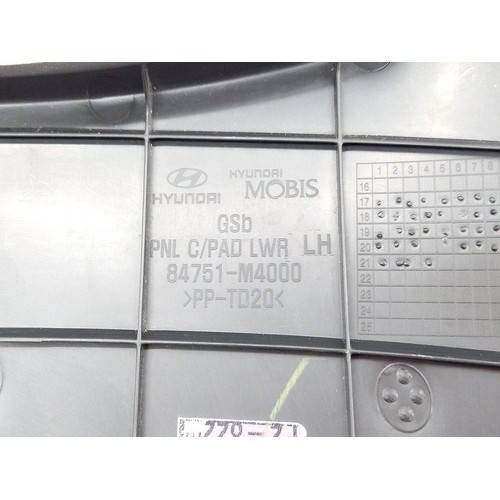 HYUNDAI
HYUNDAI MOBIS
GSb
PNL C/PAD LWR LH
84751-M4000
>PP-TD20<
1 2 3 4 5 6 7 8
16
17
18
19
20
21
22
23
24
25